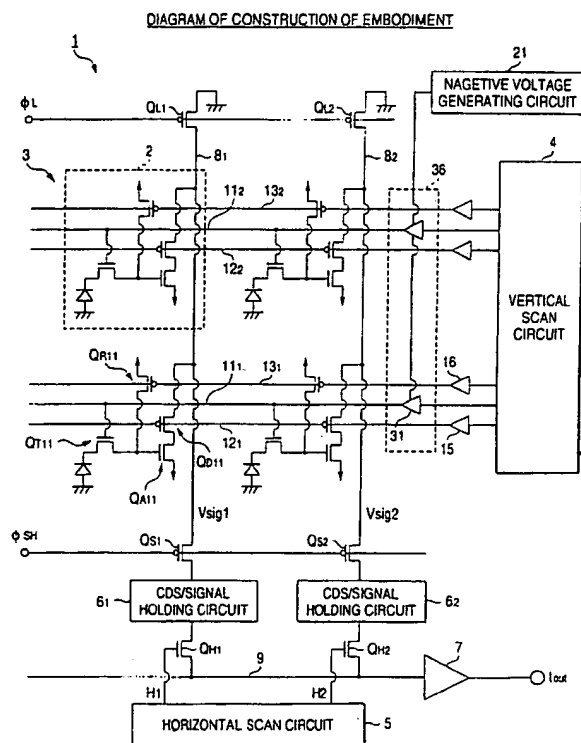 DIAGRAM OF CONSTRUCTION OF EMBODIMENT
1
21
NAGETIVE VOLTAGE
GENERATING CIRCUIT
ϕL
QL1
QL2
3
2
8₁
8₂
36
4
13₂
11₂
12₂
VERTICAL
SCAN
CIRCUIT
QR11
13₁
11₁
16
QT11
12₁
31
15
QD11
QA11
Vsig1
Vsig2
ϕSH
QS1
QS2
6₁
CDS/SIGNAL
HOLDING CIRCUIT
CDS/SIGNAL
HOLDING CIRCUIT
6₂
QH1
QH2
7
9
Iout
H1
H2
HORIZONTAL SCAN CIRCUIT
5